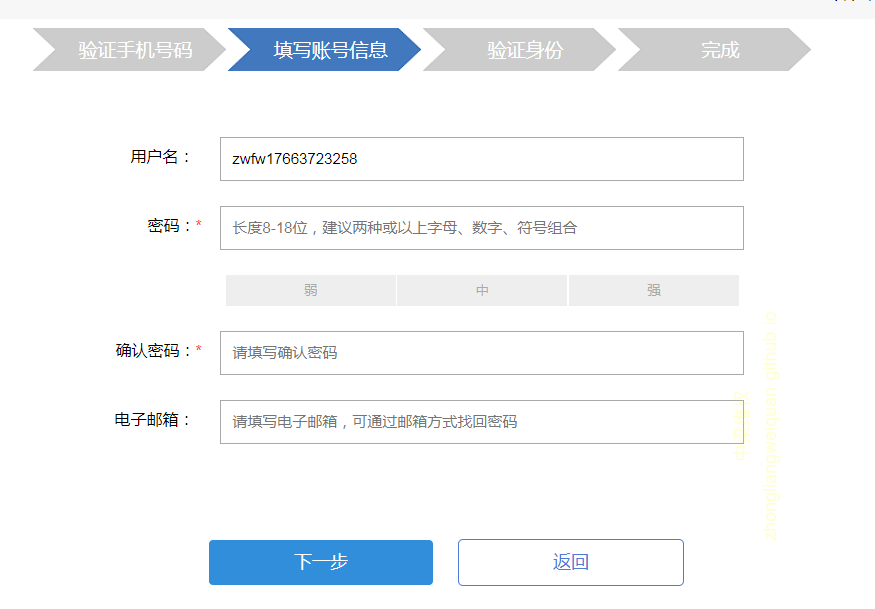 验证手机号码 填写账号信息 验证身份 完成
用户名： zwfw17663723258
密码：* 长度8-18位，建议两种或以上字母、数字、符号组合
弱 中 强
确认密码：* 请填写确认密码
电子邮箱： 请填写电子邮箱，可通过邮箱方式找回密码
下一步 返回